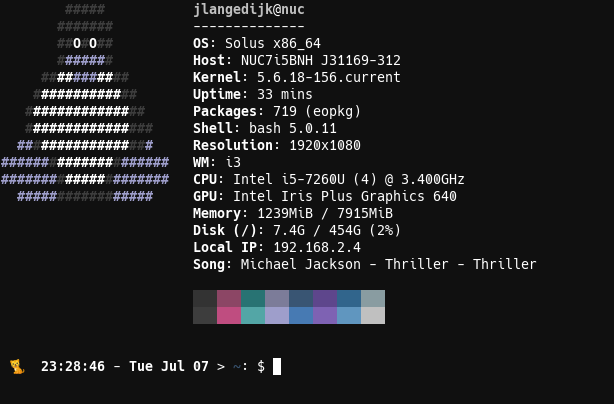 jlangedijk@nuc
--------------
OS: Solus x86_64
Host: NUC7i5BNH J31169-312
Kernel: 5.6.18-156.current
Uptime: 33 mins
Packages: 719 (eopkg)
Shell: bash 5.0.11
Resolution: 1920x1080
WM: i3
CPU: Intel i5-7260U (4) @ 3.400GHz
GPU: Intel Iris Plus Graphics 640
Memory: 1239MiB / 7915MiB
Disk (/): 7.4G / 454G (2%)
Local IP: 192.168.2.4
Song: Michael Jackson - Thriller - Thriller
🐈 23:28:46 - Tue Jul 07 > ~: $